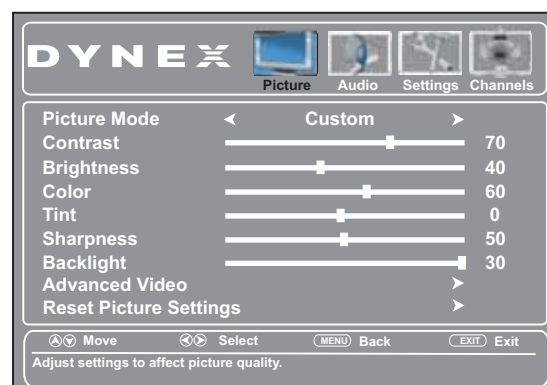 DYNEX
Picture Audio Settings Channels
Picture Mode Custom
Contrast 70
Brightness 40
Color 60
Tint 0
Sharpness 50
Backlight 30
Advanced Video
Reset Picture Settings
Move Select MENU Back EXIT Exit
Adjust settings to affect picture quality.